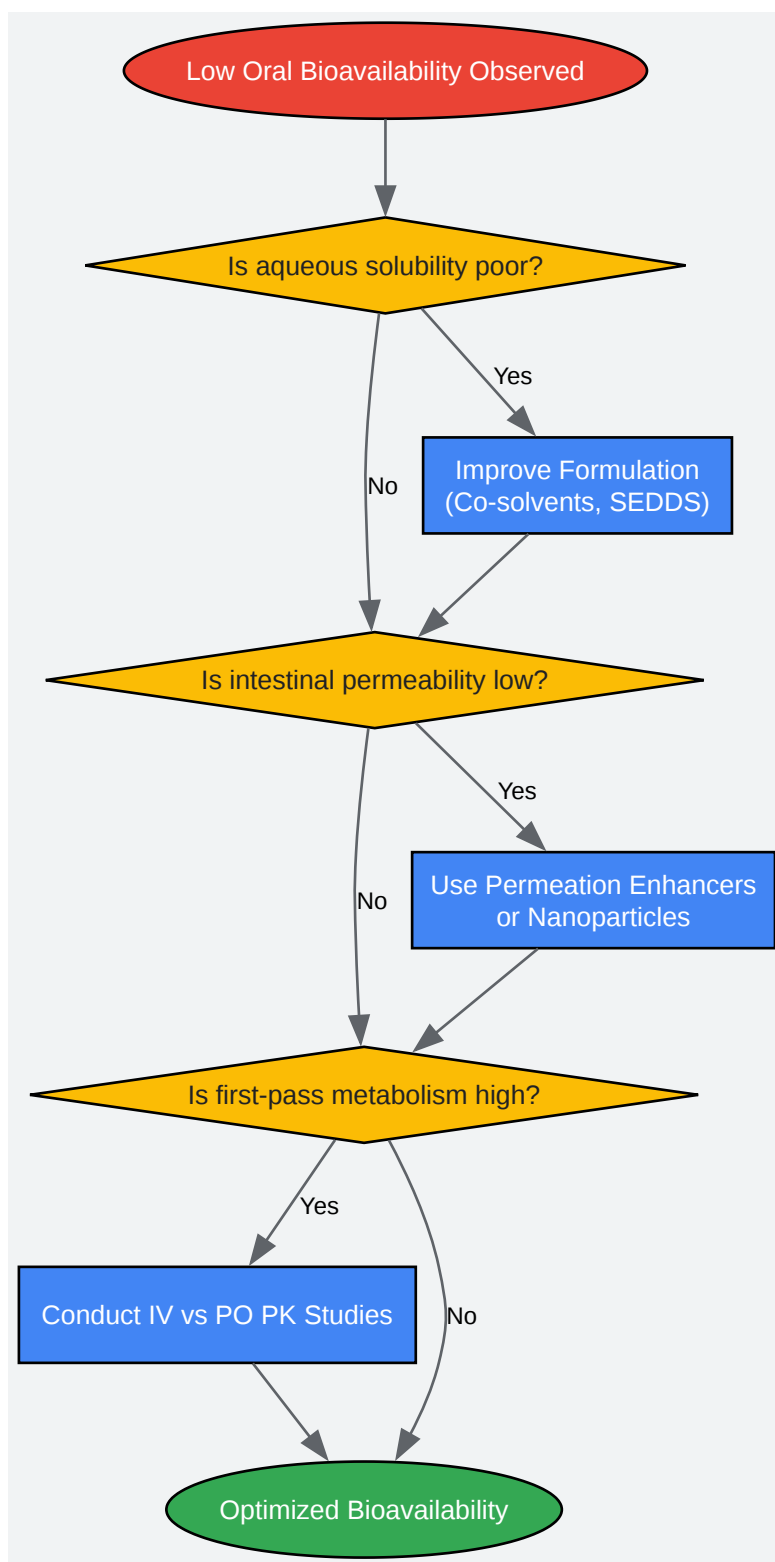 Low Oral Bioavailability Observed
Is aqueous solubility poor?
Yes
Improve Formulation
(Co-solvents, SEDDS)
No
Is intestinal permeability low?
Yes
Use Permeation Enhancers
or Nanoparticles
No
Is first-pass metabolism high?
Yes
Conduct IV vs PO PK Studies
No
Optimized Bioavailability